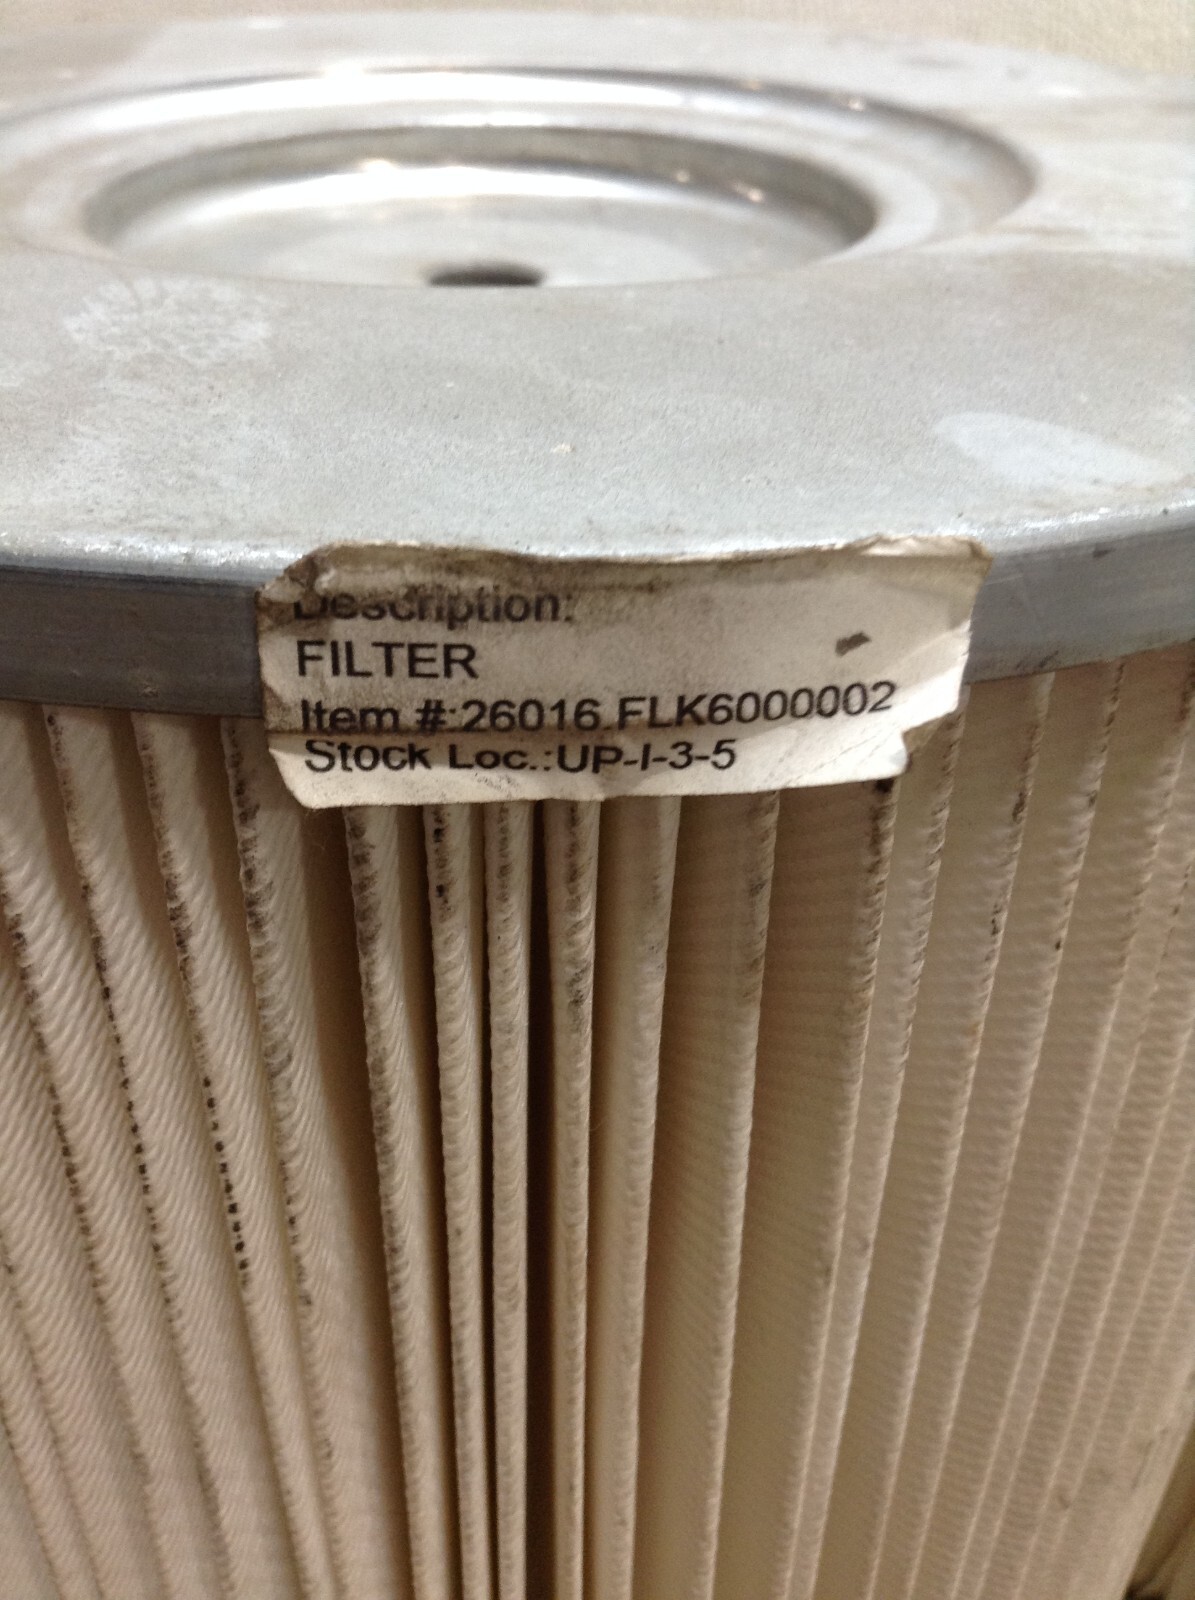 Description:
FILTER
Item #:26016.FLK6000002
Stock Loc.:UP-I-3-5